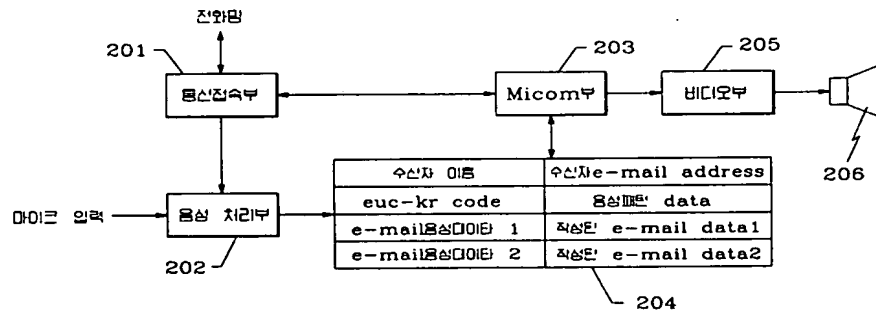 전화망
201
203
205
통신접속부
Micom부
비디오부
206
수신자 이름
수신자e-mail address
euc-kr code
음성패턴 data
마이크 입력
음성 처리부
e-mail음성데이타 1
작성된 e-mail data1
e-mail음성데이타 2
작성된 e-mail data2
202
204